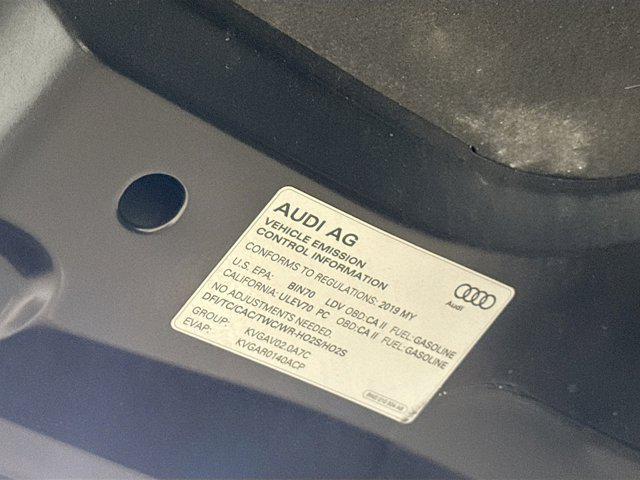 AUDI AG
VEHICLE EMISSION
CONTROL INFORMATION
CONFORMS TO REGULATIONS: 2019 MY
U.S. EPA: BIN70 LDV OBD:CA II FUEL:GASOLINE
CALIFORNIA: ULEV70 PC OBD:CA II FUEL:GASOLINE
NO ADJUSTMENTS NEEDED
DFI/TC/CAC/TWC/WR-HO2S/HO2S
GROUP: KVGAV02.0A7C
EVAP: KVGAR0140ACP
Audi